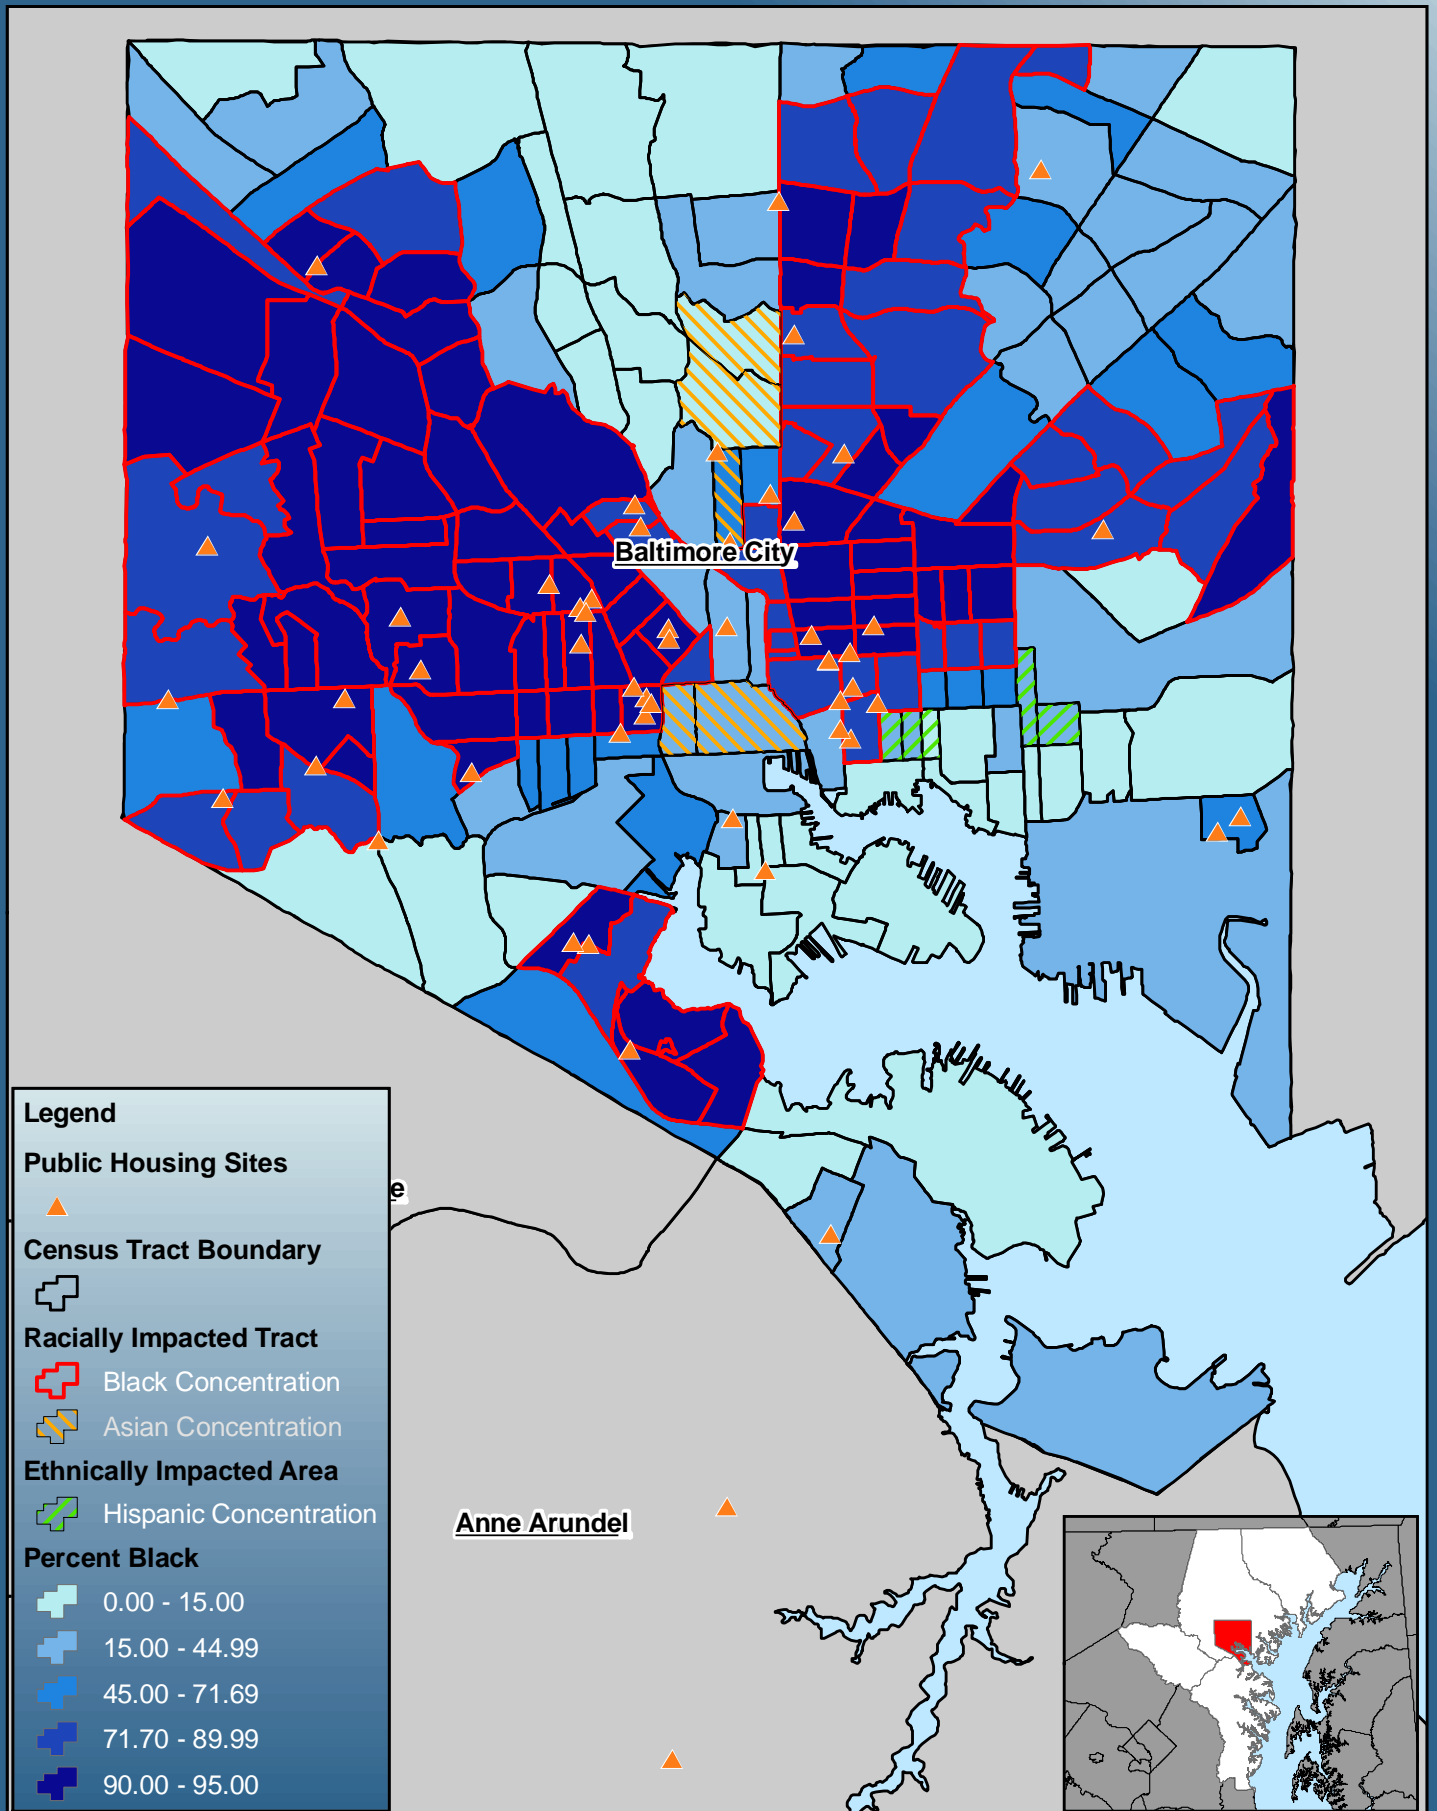 Baltimore City
e
Anne Arundel
Legend
Public Housing Sites
Census Tract Boundary
Racially Impacted Tract
Black Concentration
Asian Concentration
Ethnically Impacted Area
Hispanic Concentration
Percent Black
0.00 - 15.00
15.00 - 44.99
45.00 - 71.69
71.70 - 89.99
90.00 - 95.00